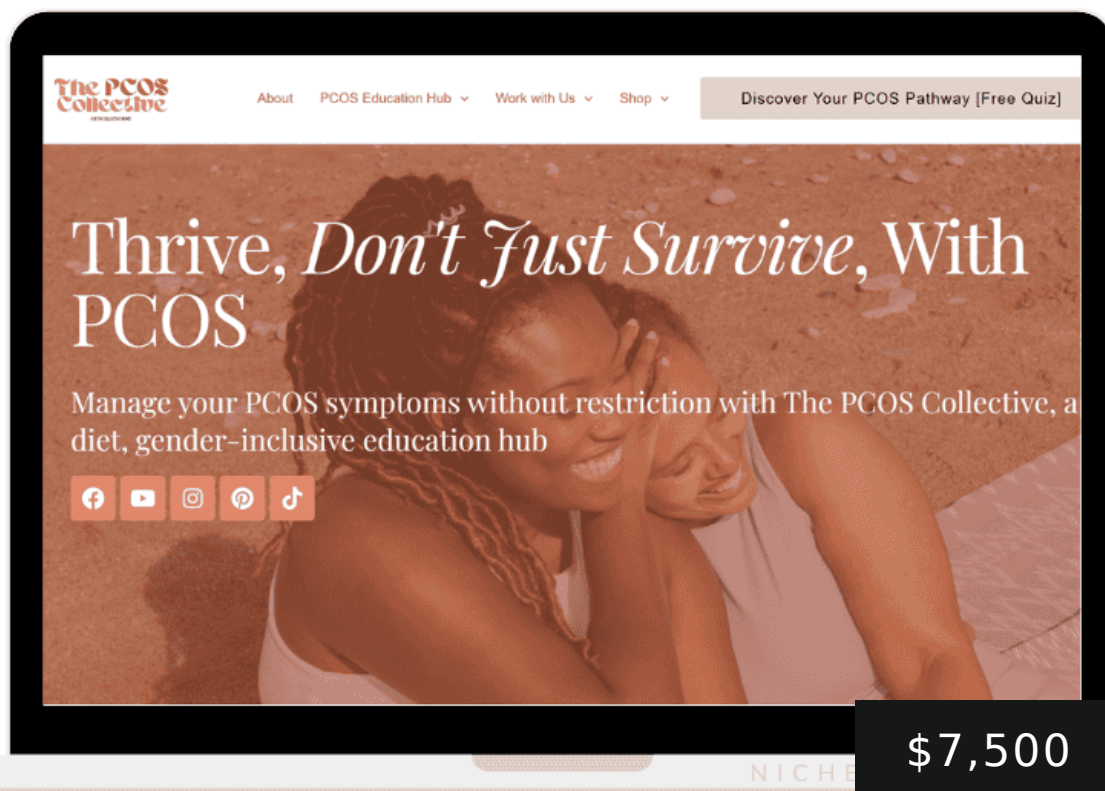 The PCOS
Collective
About
PCOS Education Hub
Work with Us
Shop
Discover Your PCOS Pathway [Free Quiz]
Thrive, Don't Just Survive, With
PCOS
Manage your PCOS symptoms without restriction with The PCOS Collective, a
diet, gender-inclusive education hub
NICHE
$7,500